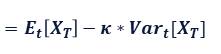 = E_t[X_T] − κ * Var_t[X_T]